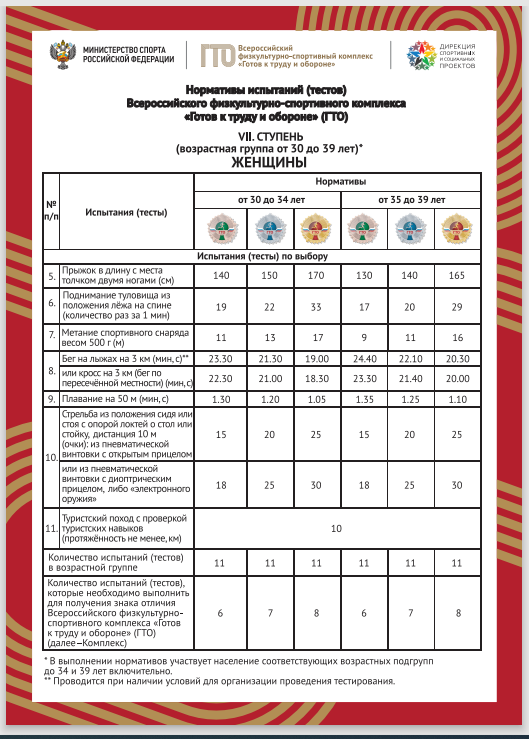 МИНИСТЕРСТВО СПОРТА
РОССИЙСКОЙ ФЕДЕРАЦИИ
ГТО
Всероссийский
физкультурно-спортивный комплекс
«Готов к труду и обороне»
ДИРЕКЦИЯ
СПОРТИВНЫХ
И СОЦИАЛЬНЫХ
ПРОЕКТОВ
Нормативы испытаний (тестов)
Всероссийского физкультурно-спортивного комплекса
«Готов к труду и обороне» (ГТО)
VII. СТУПЕНЬ
(возрастная группа от 30 до 39 лет)*
ЖЕНЩИНЫ
№
п/п
Испытания (тесты)
Нормативы
от 30 до 34 лет от 35 до 39 лет
Испытания (тесты) по выбору
5. Прыжок в длину с места
толчком двумя ногами (см)
140 150 170 130 140 165
6. Поднимание туловища из
положения лёжа на спине
(количество раз за 1 мин)
19 22 33 17 20 29
7. Метание спортивного снаряда
весом 500 г (м)
11 13 17 9 11 16
8. Бег на лыжах на 3 км (мин, с)** 23.30 21.30 19.00 24.40 22.10 20.30
или кросс на 3 км (бег по
пересечённой местности) (мин, с)
22.30 21.00 18.30 23.30 21.40 20.00
9. Плавание на 50 м (мин, с) 1.30 1.20 1.05 1.35 1.25 1.10
10. Стрельба из положения сидя или
стоя с опорой локтей о стол или
стойку, дистанция 10 м
(очки): из пневматической
винтовки с открытым прицелом
15 20 25 15 20 25
или из пневматической
винтовки с диоптрическим
прицелом, либо «электронного
оружия»
18 25 30 18 25 30
11. Туристский поход с проверкой
туристских навыков
(протяжённость не менее, км)
10
Количество испытаний (тестов)
в возрастной группе
11 11 11 11 11 11
Количество испытаний (тестов),
которые необходимо выполнить
для получения знака отличия
Всероссийского физкультурно-
спортивного комплекса «Готов
к труду и обороне» (ГТО)
(далее–Комплекс)
6 7 8 6 7 8
* В выполнении нормативов участвует население соответствующих возрастных подгрупп
до 34 и 39 лет включительно.
** Проводится при наличии условий для организации проведения тестирования.